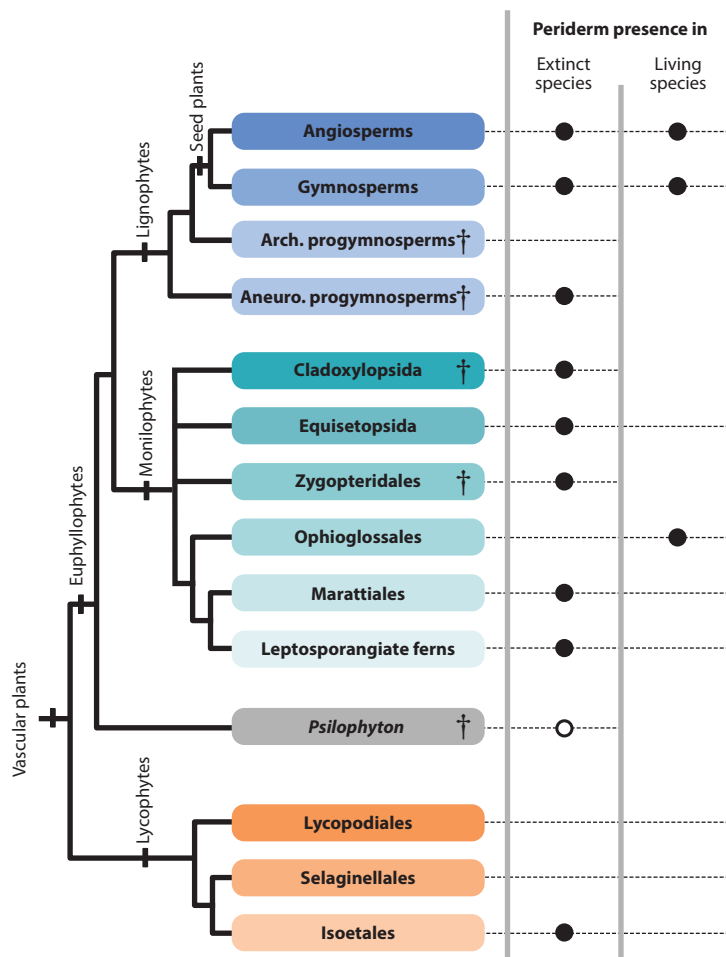 Periderm presence in
Extinct
species
Living
species
Seed plants
Angiosperms
Gymnosperms
Lignophytes
Arch. progymnosperms†
Aneuro. progymnosperms†
Cladoxylopsida †
Monilophytes
Equisetopsida
Zygopteridales †
Ophioglossales
Euphyllophytes
Marattiales
Leptosporangiate ferns
Vascular plants
Psilophyton †
Lycophytes
Lycopodiales
Selaginellales
Isoetales